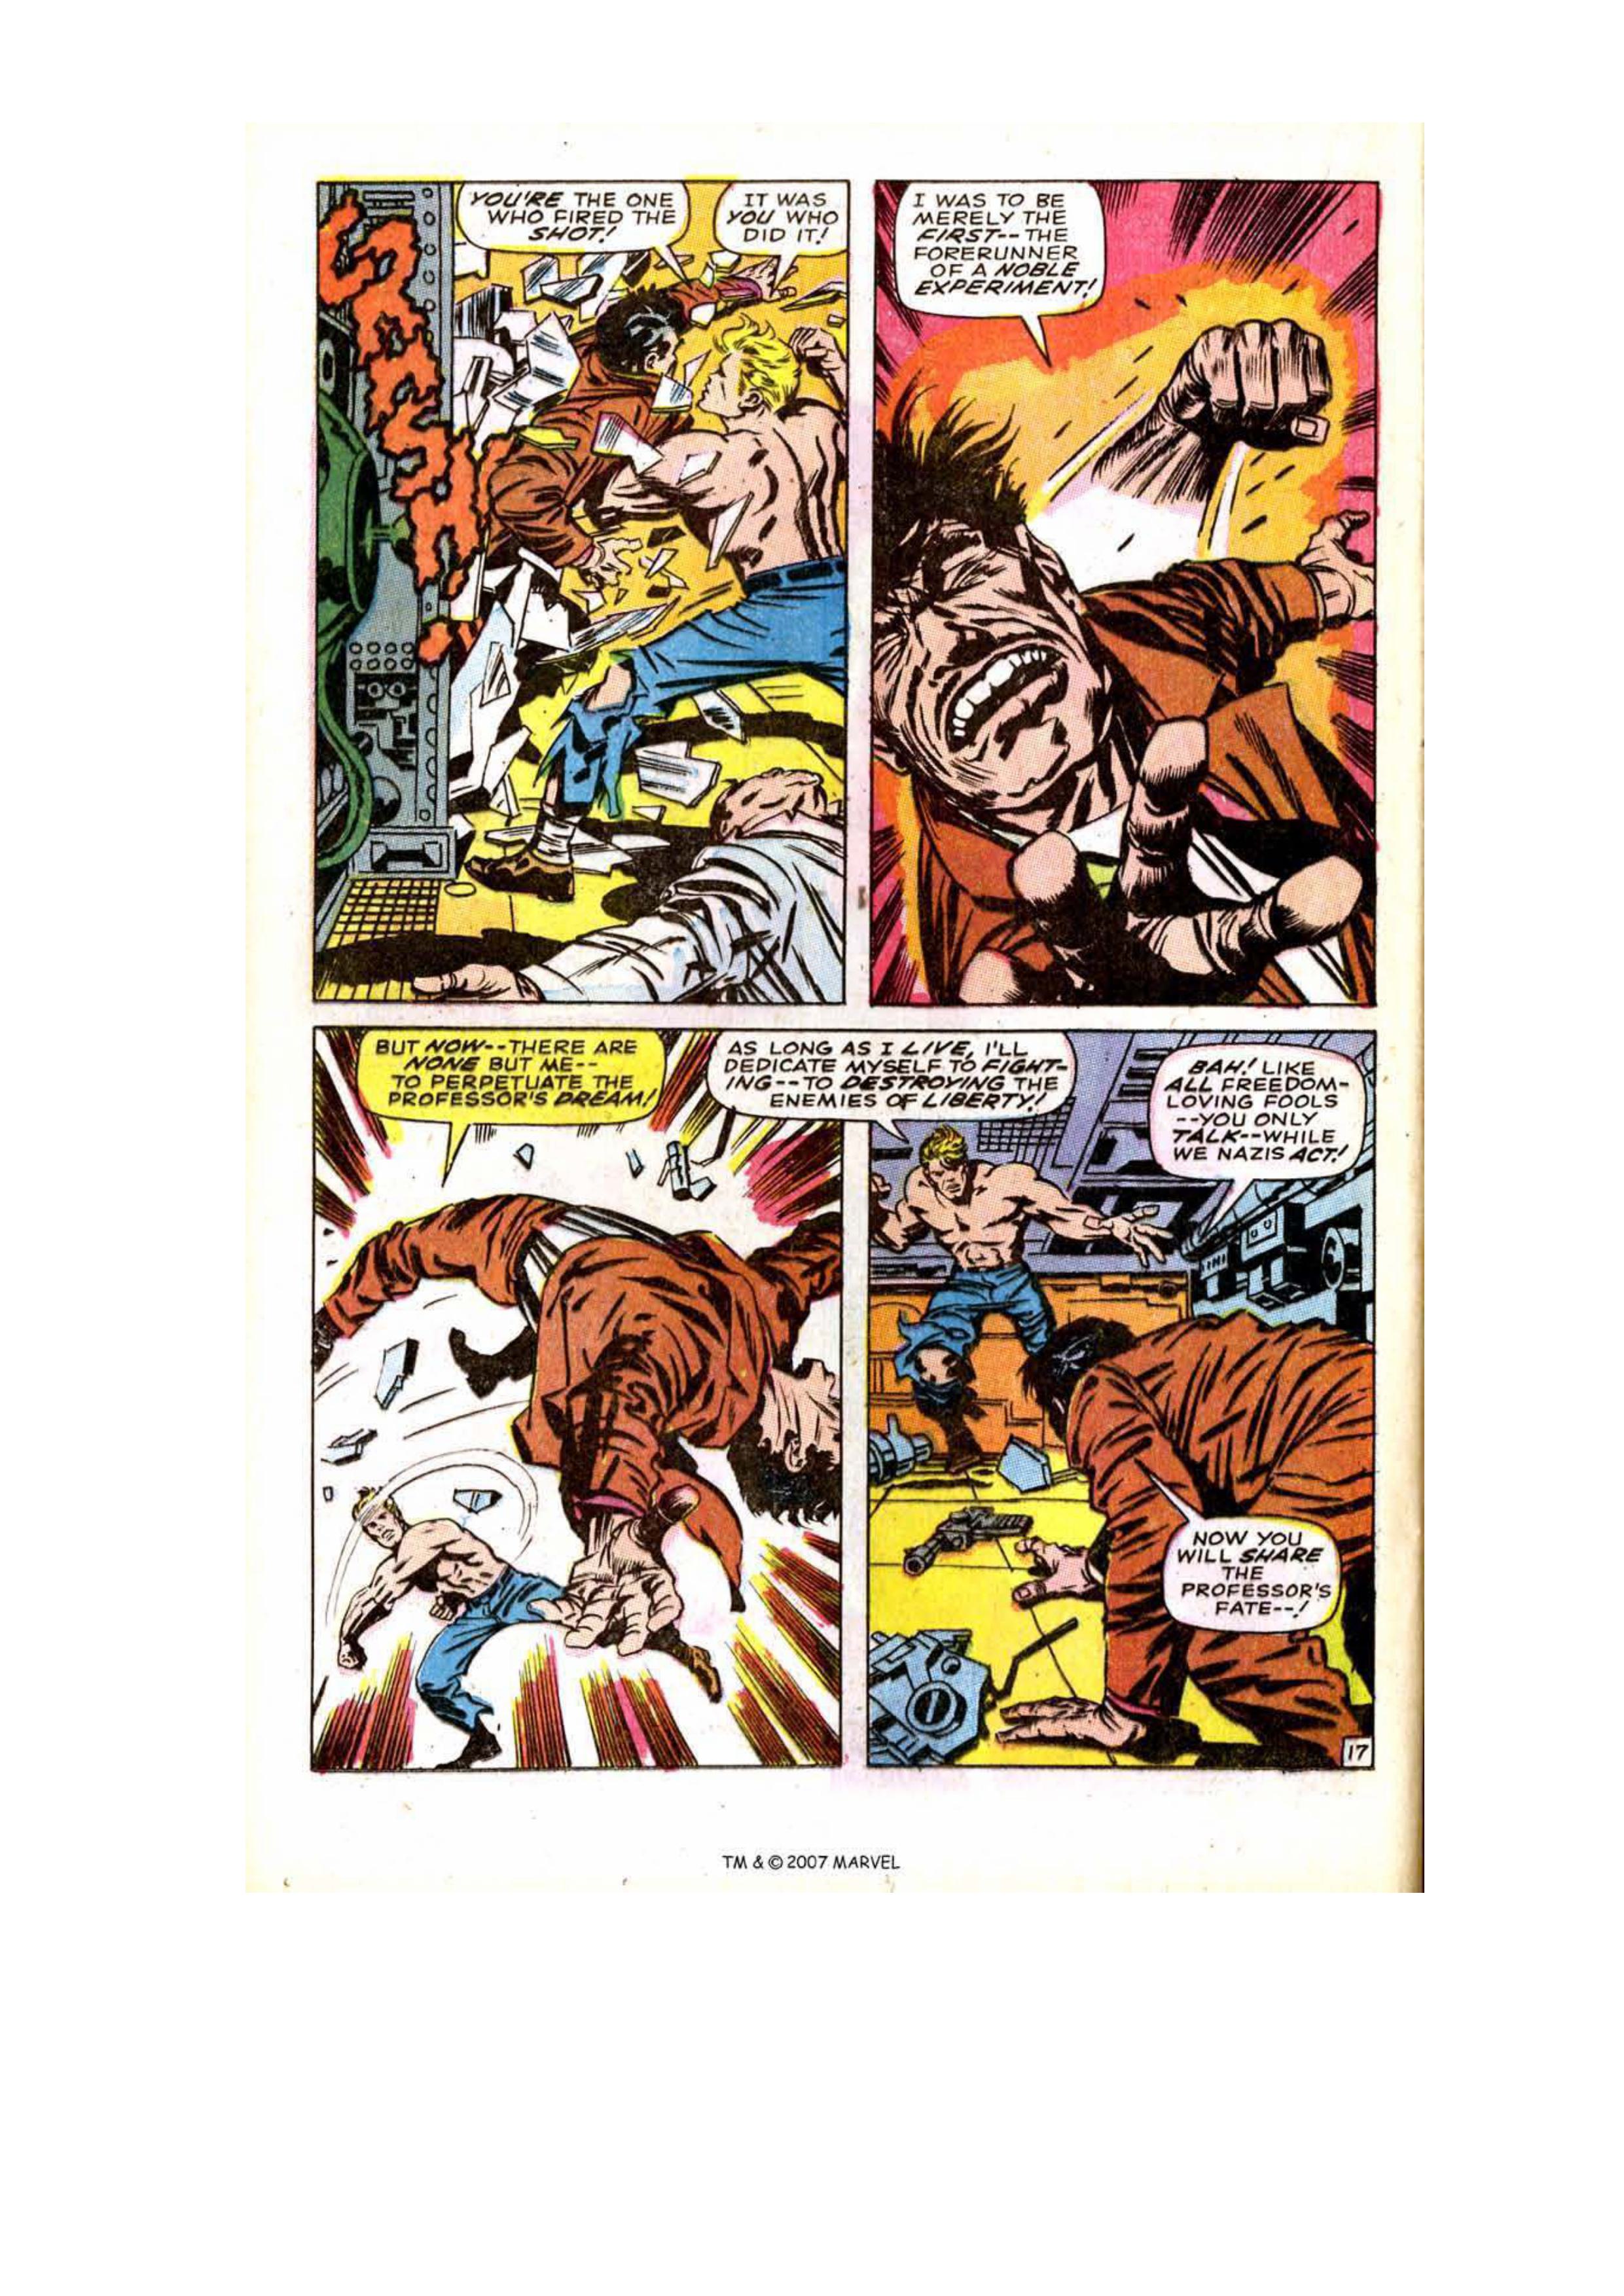 YOU'RE THE ONE
WHO FIRED THE
SHOT!
IT WAS
YOU WHO
DID IT!
I WAS TO BE
MERELY THE
FIRST--THE
FORERUNNER
OF A NOBLE
EXPERIMENT!
BUT NOW--THERE ARE
NONE BUT ME--
TO PERPETUATE THE
PROFESSOR'S DREAM!
AS LONG AS I LIVE, I'LL
DEDICATE MYSELF TO FIGHT-
ING--TO DESTROYING THE
ENEMIES OF LIBERTY!
BAH! LIKE
ALL FREEDOM-
LOVING FOOLS
--YOU ONLY
TALK--WHILE
WE NAZIS ACT!
NOW YOU
WILL SHARE
THE
PROFESSOR'S
FATE--!
17
TM & © 2007 MARVEL